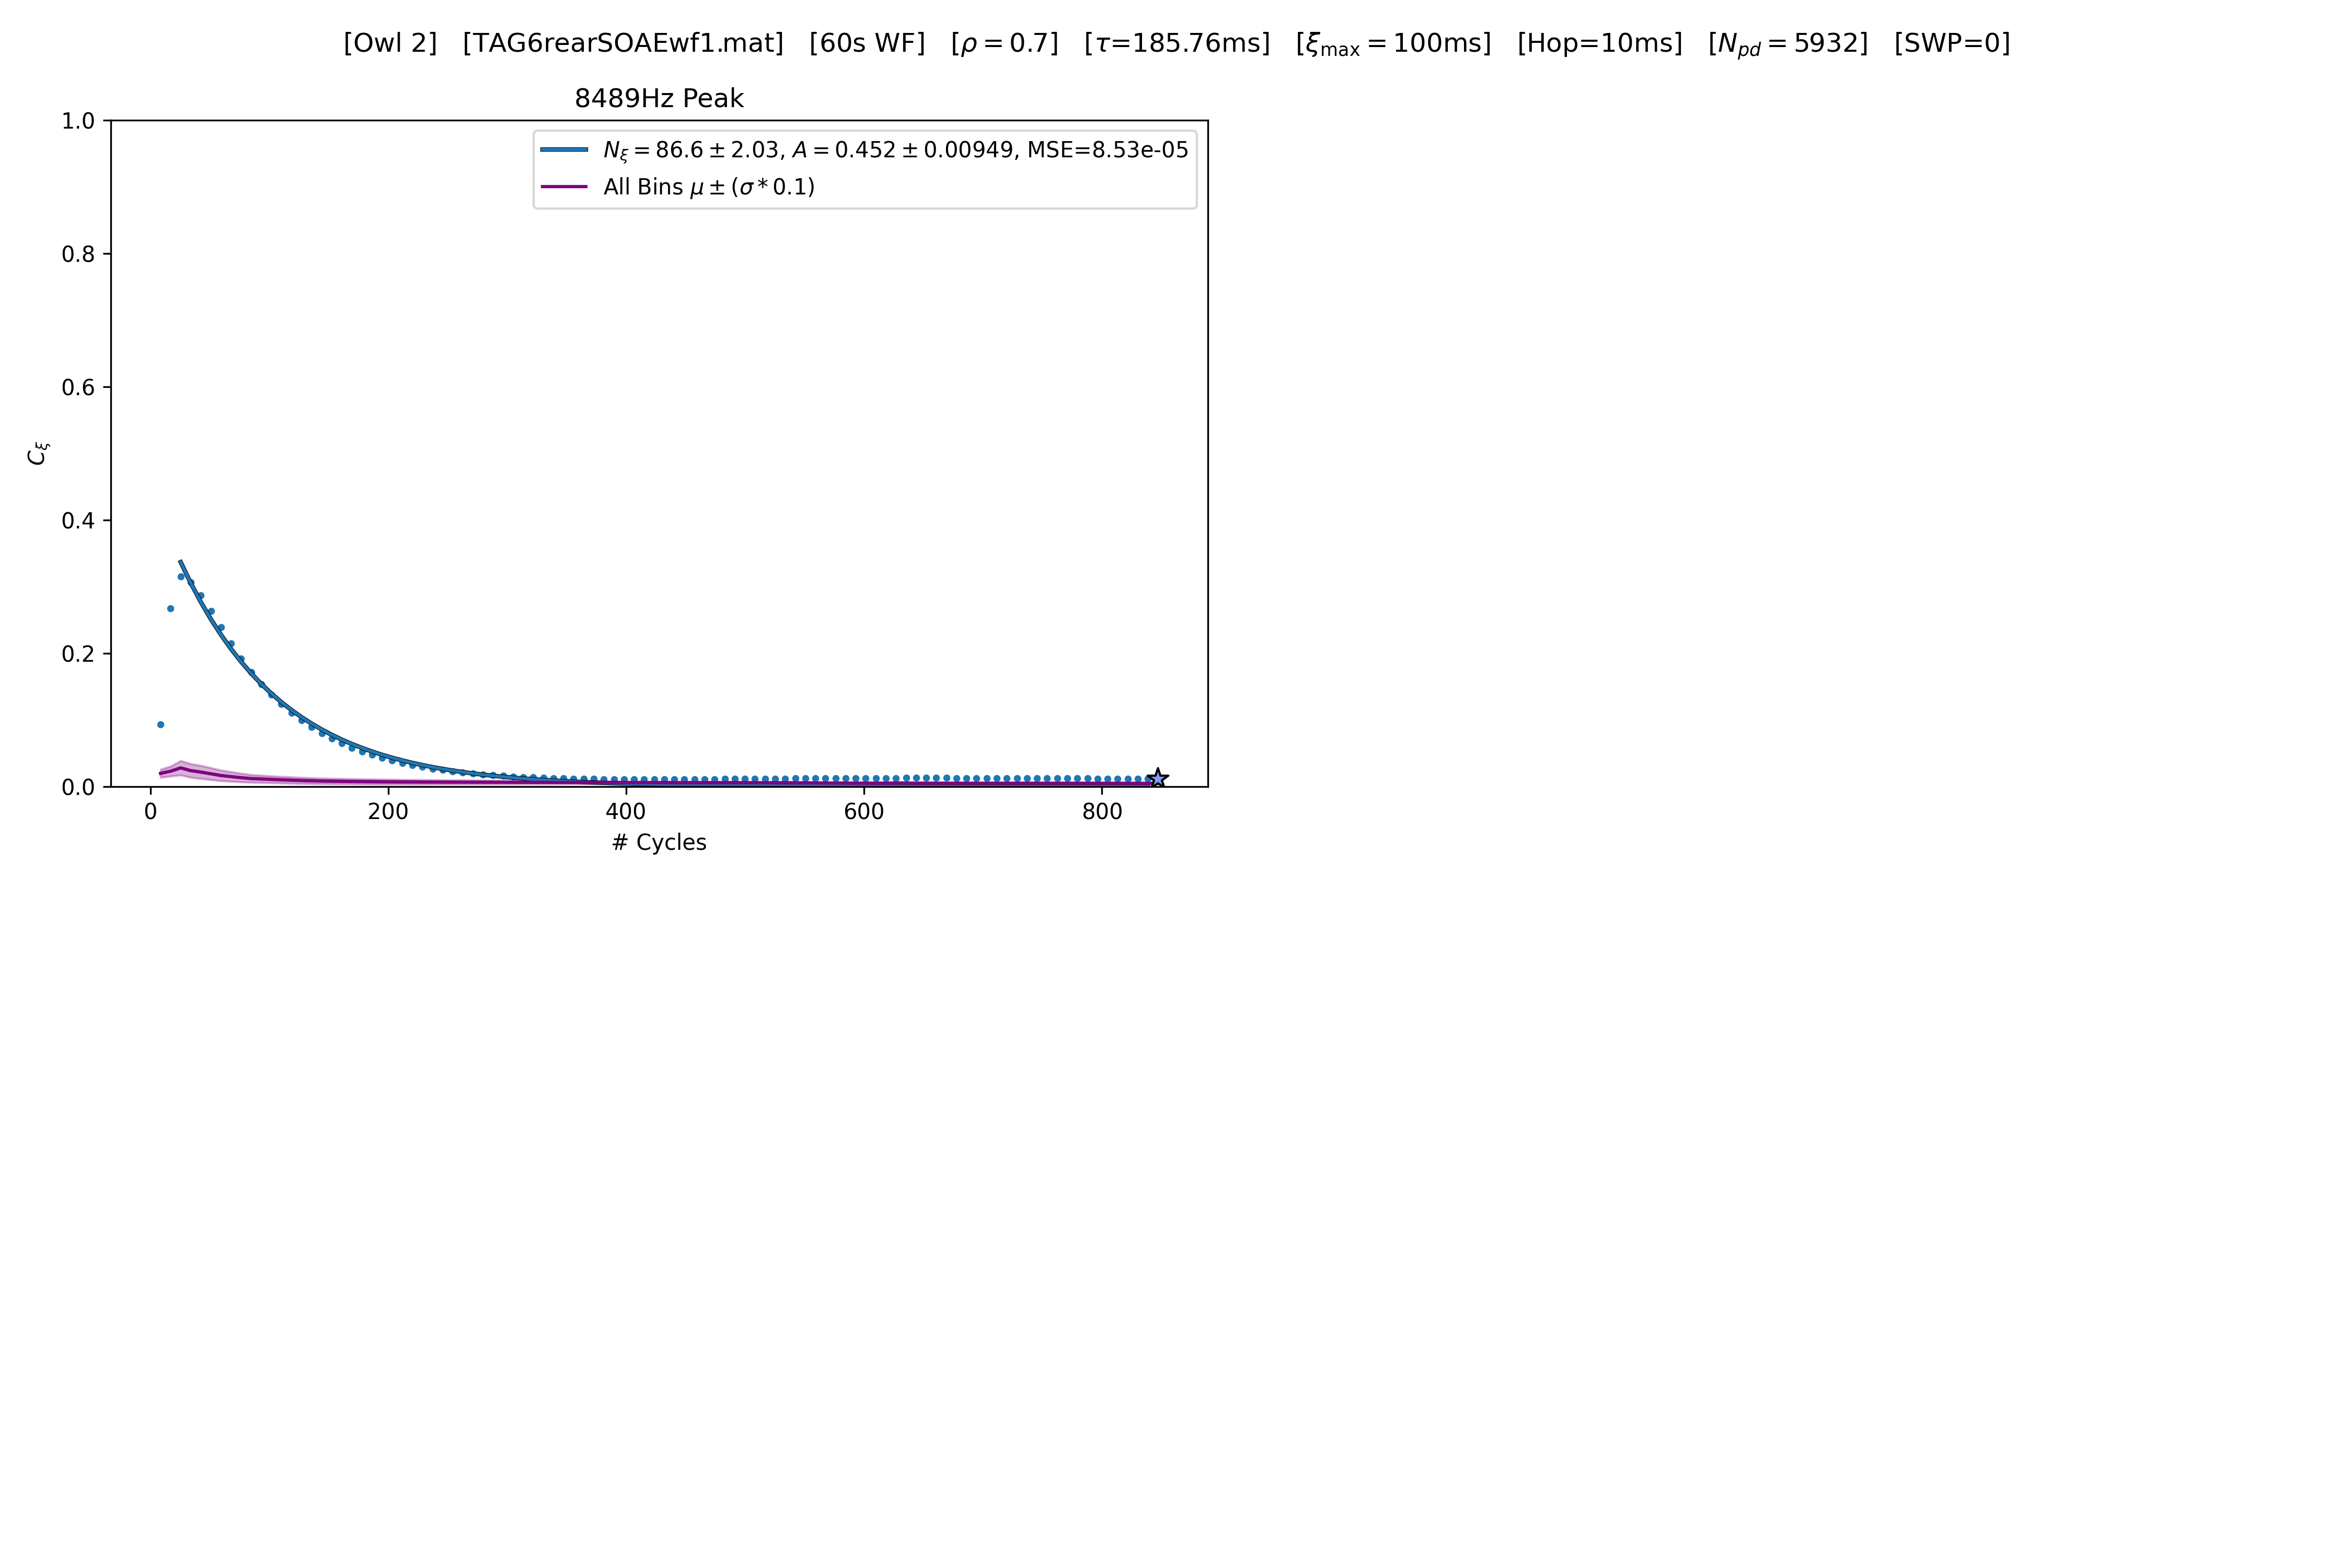 [Owl 2] [TAG6rearSOAEwf1.mat] [60s WF] [ρ = 0.7] [τ=185.76ms] [ξmax = 100ms] [Hop=10ms] [Npd = 5932] [SWP=0]
8489Hz Peak
Nξ = 86.6 ± 2.03, A = 0.452 ± 0.00949, MSE=8.53e-05
All Bins μ ± (σ * 0.1)
1.0
0.8
0.6
0.4
0.2
0.0
Cξ
0 200 400 600 800
# Cycles